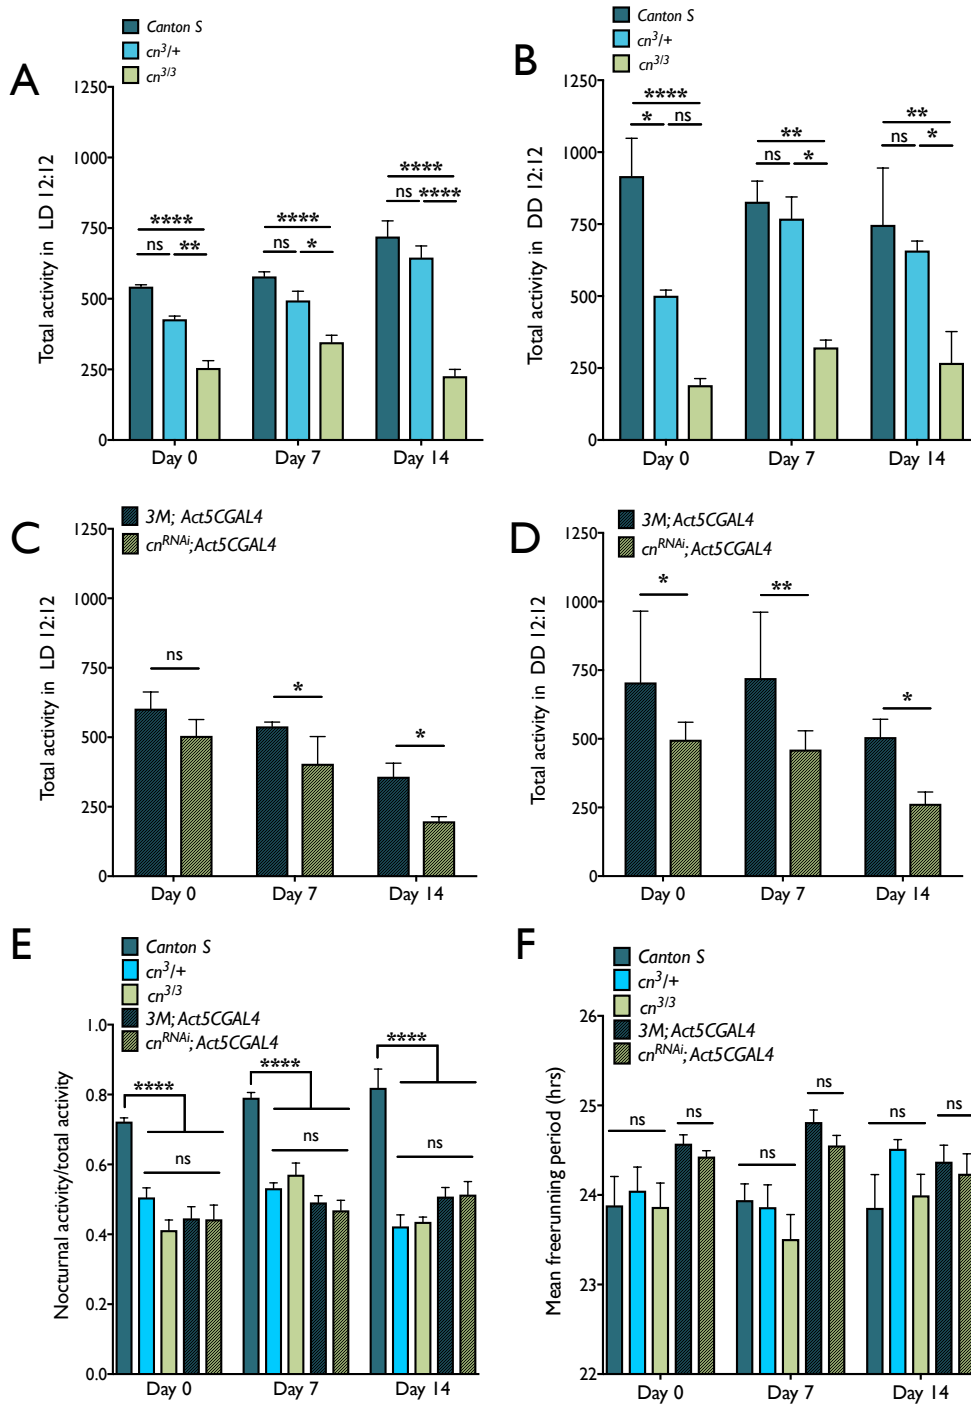 A
Canton S
cn3/+
cn3/3
Total activity in LD 12:12
1250
1000
750
500
250
0
**** **** ****
ns ** ns * ns ****
Day 0 Day 7 Day 14
B
Canton S
cn3/+
cn3/3
Total activity in DD 12:12
1250
1000
750
500
250
0
**** ** **
* ns ns * ns *
Day 0 Day 7 Day 14
C
3M; Act5CGAL4
cnRNAi; Act5CGAL4
Total activity in LD 12:12
1250
1000
750
500
250
0
ns * *
Day 0 Day 7 Day 14
D
3M; Act5CGAL4
cnRNAi; Act5CGAL4
Total activity in DD 12:12
1250
1000
750
500
250
0
* ** *
Day 0 Day 7 Day 14
E
Canton S
cn3/+
cn3/3
3M; Act5CGAL4
cnRNAi; Act5CGAL4
Nocturnal activity/total activity
1.0
0.8
0.6
0.4
0.2
0.0
**** **** ****
ns ns ns
Day 0 Day 7 Day 14
F
Canton S
cn3/+
cn3/3
3M; Act5CGAL4
cnRNAi; Act5CGAL4
Mean freerunning period (hrs)
26
25
24
23
22
ns ns ns ns ns ns
Day 0 Day 7 Day 14